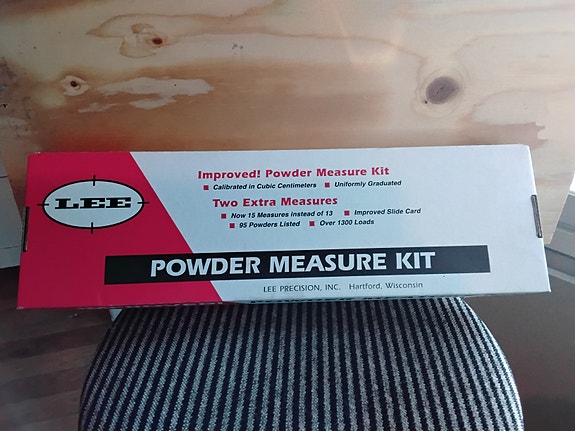 LEE
Improved! Powder Measure Kit
■ Calibrated in Cubic Centimeters ■ Uniformly Graduated
Two Extra Measures
■ Now 15 Measures instead of 13 ■ Improved Slide Card
■ 95 Powders Listed ■ Over 1300 Loads
POWDER MEASURE KIT
LEE PRECISION, INC. Hartford, Wisconsin